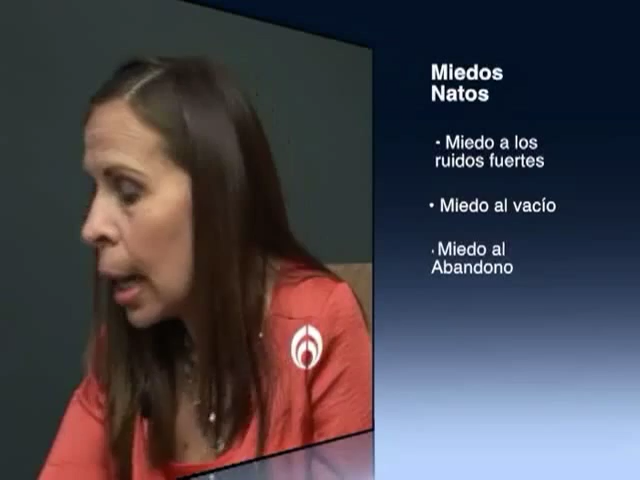 Miedos
Natos
• Miedo a los
ruidos fuertes
• Miedo al vacío
• Miedo al
Abandono